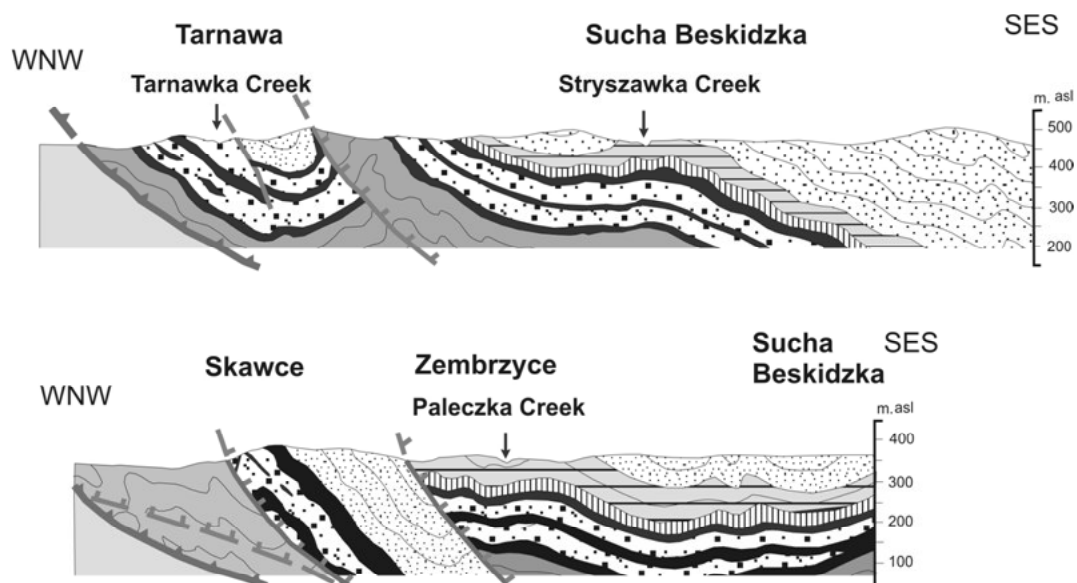 Tarnawa
Sucha Beskidzka
SES
WNW
Tarnawka Creek
Stryszawka Creek
m. asl
500
400
300
200
Sucha
Beskidzka
SES
Skawce
Zembrzyce
WNW
Paleczka Creek
m. asl
400
300
200
100